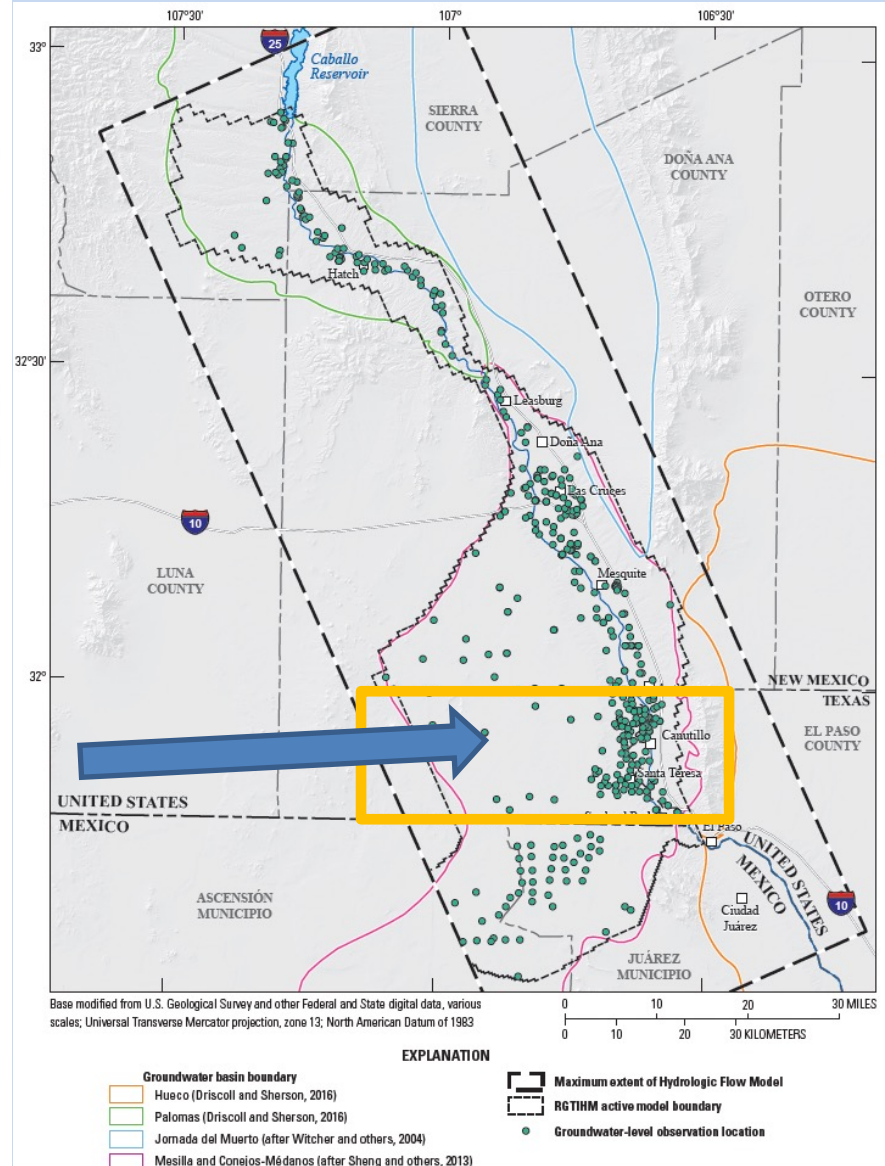 107°30'
107°
106°30'
33°
25
Caballo
Reservoir
SIERRA
COUNTY
DOÑA ANA
COUNTY
Hatch
OTERO
COUNTY
32°30'
Leasburg
Doña Ana
Las Cruces
10
LUNA
COUNTY
Mesquite
32°
NEW MEXICO
TEXAS
Canutillo
EL PASO
COUNTY
Santa Teresa
UNITED STATES
MEXICO
El Paso
UNITED STATES
MEXICO
ASCENSIÓN
MUNICIPIO
Ciudad
Juárez
10
JUÁREZ
MUNICIPIO
Base modified from U.S. Geological Survey and other Federal and State digital data, various
scales; Universal Transverse Mercator projection, zone 13; North American Datum of 1983
0 10 20 30 MILES
0 10 20 30 KILOMETERS
EXPLANATION
Groundwater basin boundary
Hueco (Driscoll and Sherson, 2016)
Palomas (Driscoll and Sherson, 2016)
Jornada del Muerto (after Witcher and others, 2004)
Mesilla and Conejos-Médanos (after Sheng and others, 2013)
Maximum extent of Hydrologic Flow Model
RGTIHM active model boundary
Groundwater-level observation location